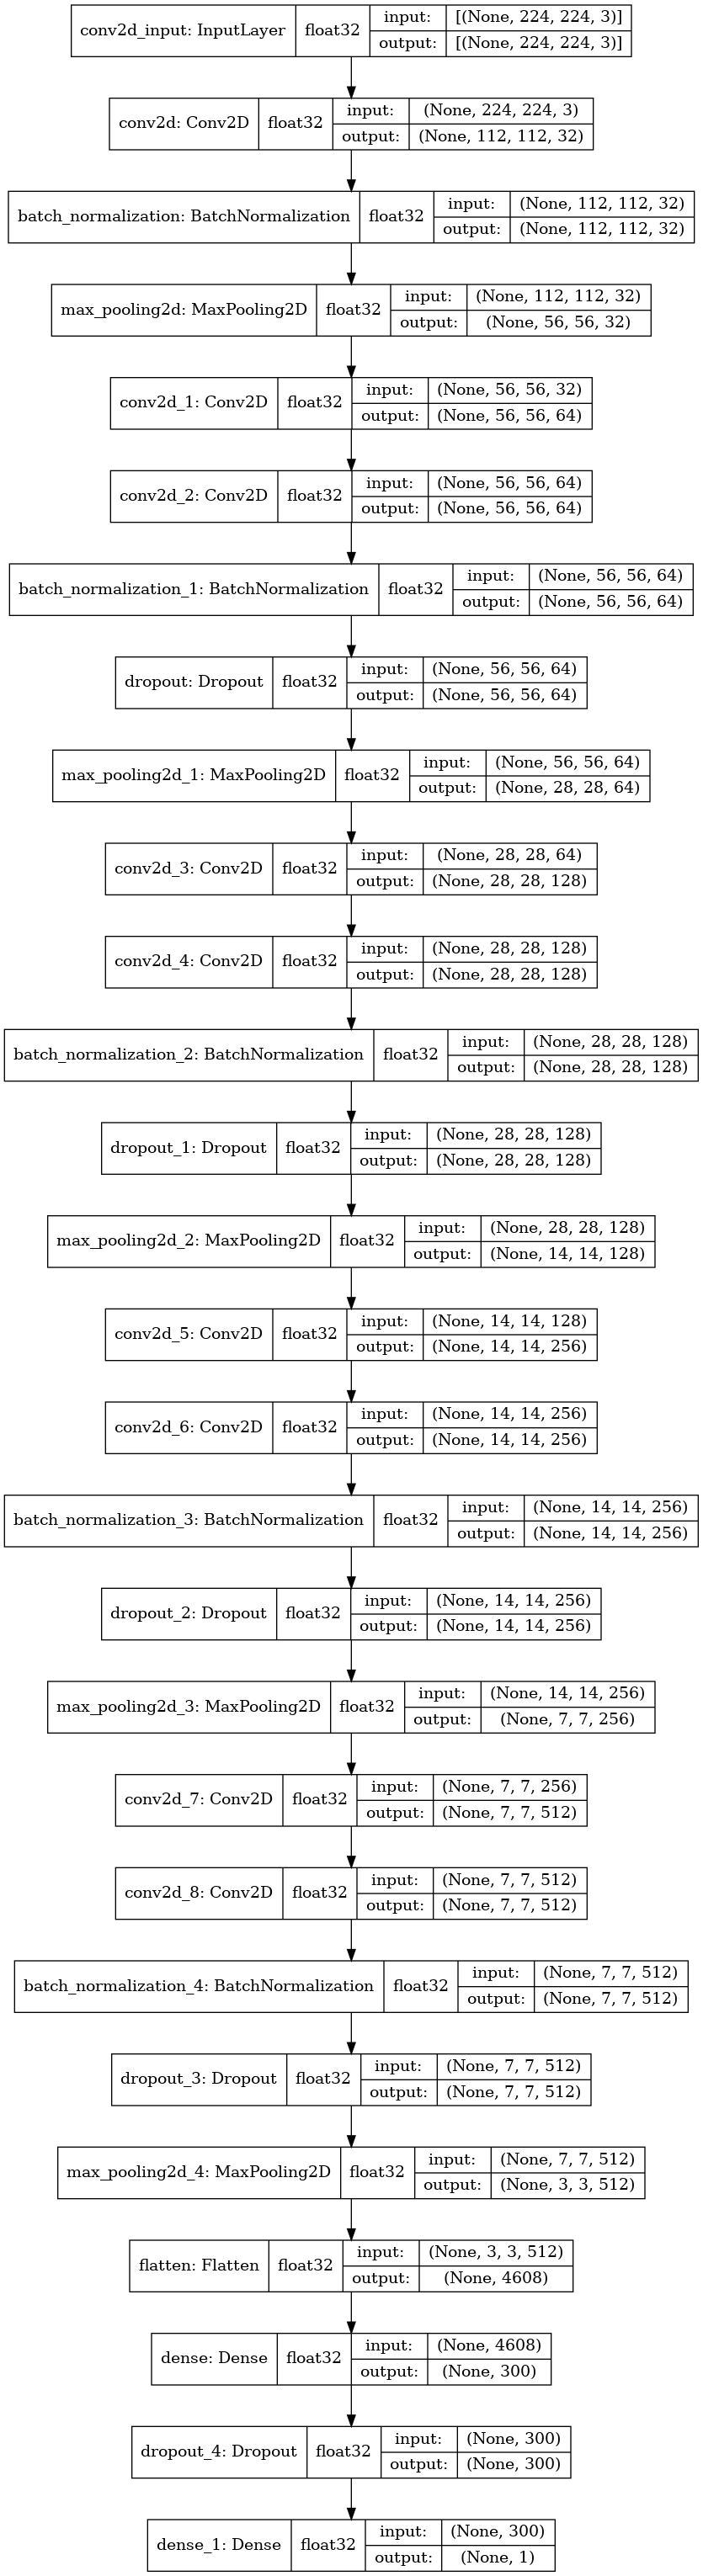 conv2d_input: InputLayer float32 input: [(None, 224, 224, 3)]
output: [(None, 224, 224, 3)]
conv2d: Conv2D float32 input: (None, 224, 224, 3)
output: (None, 112, 112, 32)
batch_normalization: BatchNormalization float32 input: (None, 112, 112, 32)
output: (None, 112, 112, 32)
max_pooling2d: MaxPooling2D float32 input: (None, 112, 112, 32)
output: (None, 56, 56, 32)
conv2d_1: Conv2D float32 input: (None, 56, 56, 32)
output: (None, 56, 56, 64)
conv2d_2: Conv2D float32 input: (None, 56, 56, 64)
output: (None, 56, 56, 64)
batch_normalization_1: BatchNormalization float32 input: (None, 56, 56, 64)
output: (None, 56, 56, 64)
dropout: Dropout float32 input: (None, 56, 56, 64)
output: (None, 56, 56, 64)
max_pooling2d_1: MaxPooling2D float32 input: (None, 56, 56, 64)
output: (None, 28, 28, 64)
conv2d_3: Conv2D float32 input: (None, 28, 28, 64)
output: (None, 28, 28, 128)
conv2d_4: Conv2D float32 input: (None, 28, 28, 128)
output: (None, 28, 28, 128)
batch_normalization_2: BatchNormalization float32 input: (None, 28, 28, 128)
output: (None, 28, 28, 128)
dropout_1: Dropout float32 input: (None, 28, 28, 128)
output: (None, 28, 28, 128)
max_pooling2d_2: MaxPooling2D float32 input: (None, 28, 28, 128)
output: (None, 14, 14, 128)
conv2d_5: Conv2D float32 input: (None, 14, 14, 128)
output: (None, 14, 14, 256)
conv2d_6: Conv2D float32 input: (None, 14, 14, 256)
output: (None, 14, 14, 256)
batch_normalization_3: BatchNormalization float32 input: (None, 14, 14, 256)
output: (None, 14, 14, 256)
dropout_2: Dropout float32 input: (None, 14, 14, 256)
output: (None, 14, 14, 256)
max_pooling2d_3: MaxPooling2D float32 input: (None, 14, 14, 256)
output: (None, 7, 7, 256)
conv2d_7: Conv2D float32 input: (None, 7, 7, 256)
output: (None, 7, 7, 512)
conv2d_8: Conv2D float32 input: (None, 7, 7, 512)
output: (None, 7, 7, 512)
batch_normalization_4: BatchNormalization float32 input: (None, 7, 7, 512)
output: (None, 7, 7, 512)
dropout_3: Dropout float32 input: (None, 7, 7, 512)
output: (None, 7, 7, 512)
max_pooling2d_4: MaxPooling2D float32 input: (None, 7, 7, 512)
output: (None, 3, 3, 512)
flatten: Flatten float32 input: (None, 3, 3, 512)
output: (None, 4608)
dense: Dense float32 input: (None, 4608)
output: (None, 300)
dropout_4: Dropout float32 input: (None, 300)
output: (None, 300)
dense_1: Dense float32 input: (None, 300)
output: (None, 1)